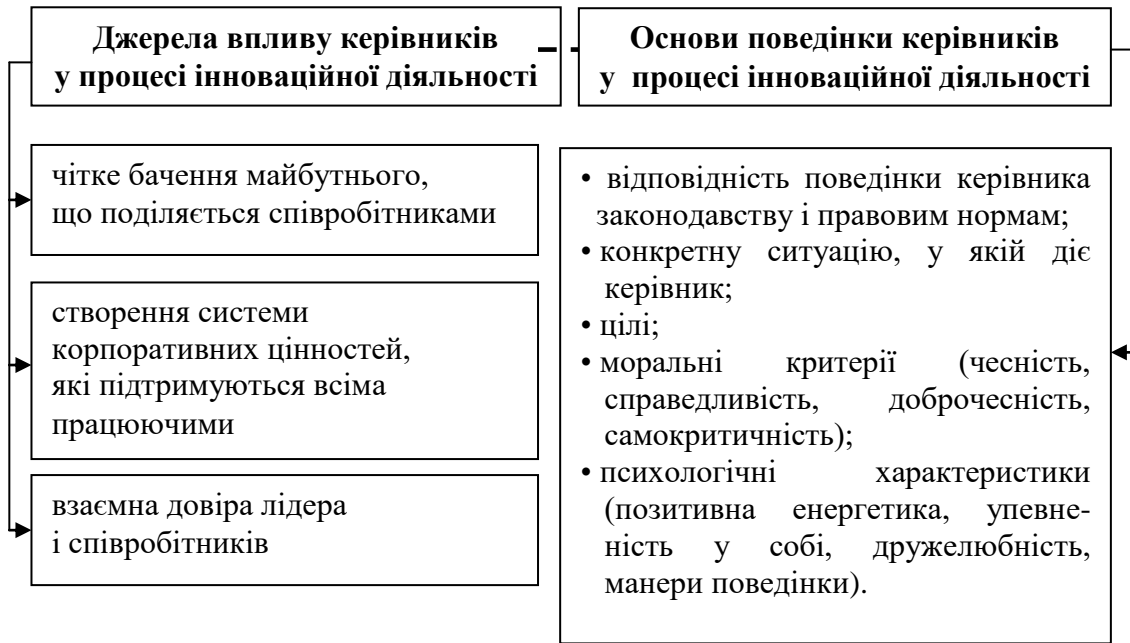 Джерела впливу керівників
у процесі інноваційної діяльності
Основи поведінки керівників
у процесі інноваційної діяльності
чітке бачення майбутнього,
що поділяється співробітниками
створення системи
корпоративних цінностей,
які підтримуються всіма
працюючими
взаємна довіра лідера
і співробітників
• відповідність поведінки керівника
законодавству і правовим нормам;
• конкретну ситуацію, у якій діє
керівник;
• цілі;
• моральні критерії (чесність,
справедливість, доброчесність,
самокритичність);
• психологічні характеристики
(позитивна енергетика, упевне-
ність у собі, дружелюбність,
манери поведінки).